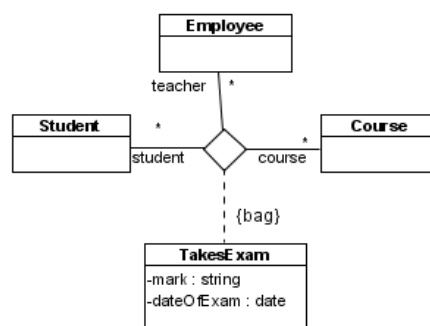 Employee
teacher *
Student * * Course
student course
{bag}
TakesExam
-mark : string
-dateOfExam : date